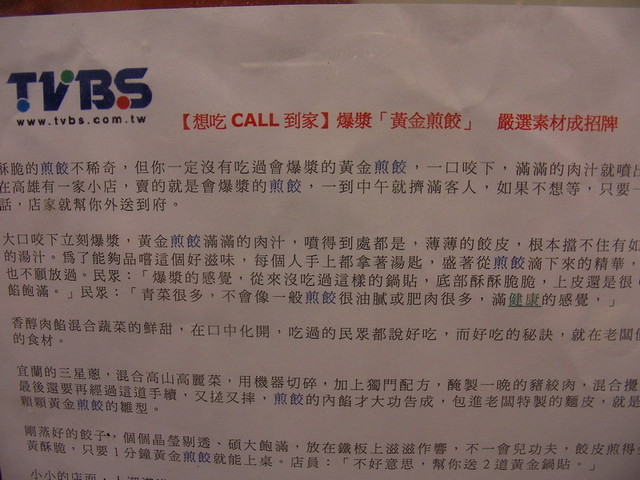 TVBS
www.tvbs.com.tw
【想吃 CALL 到家】爆漿「黃金煎餃」 嚴選素材成招牌
酥脆的煎餃不稀奇，但你一定沒有吃過會爆漿的黃金煎餃，一口咬下，滿滿的肉汁就噴出
在高雄有一家小店，賣的就是會爆漿的煎餃，一到中午就擠滿客人，如果不想等，只要一
話，店家就幫你外送到府。
大口咬下立刻爆漿，黃金煎餃滿滿的肉汁，噴得到處都是，薄薄的餃皮，根本擋不住有如
的湯汁。為了能夠品嚐這個好滋味，每個人手上都拿著湯匙，盛著從煎餃滴下來的精華，
也不願放過。民眾：「爆漿的感覺，從來沒吃過這樣的鍋貼，底部酥酥脆脆，上皮還是很
餡飽滿。」民眾：「青菜很多，不會像一般煎餃很油膩或肥肉很多，滿健康的感覺，」
香醇肉餡混合蔬菜的鮮甜，在口中化開，吃過的民眾都說好吃，而好吃的秘訣，就在老闆
的食材。
宜蘭的三星蔥，混合高山高麗菜，用機器切碎，加上獨門配方，醃製一晚的豬絞肉，混合攪
最後還要再經過這道手續，又搓又摔，煎餃的內餡才大功告成，包進老闆特製的麵皮，就是
顆顆黃金煎餃的雛型。
剛蒸好的餃子，個個晶瑩剔透、碩大飽滿，放在鐵板上滋滋作響，不一會兒功夫，餃皮煎得
黃酥脆，只要 1 分鐘黃金煎餃就能上桌。店員：「不好意思，幫你送 2 道黃金鍋貼。」
小小的店面，